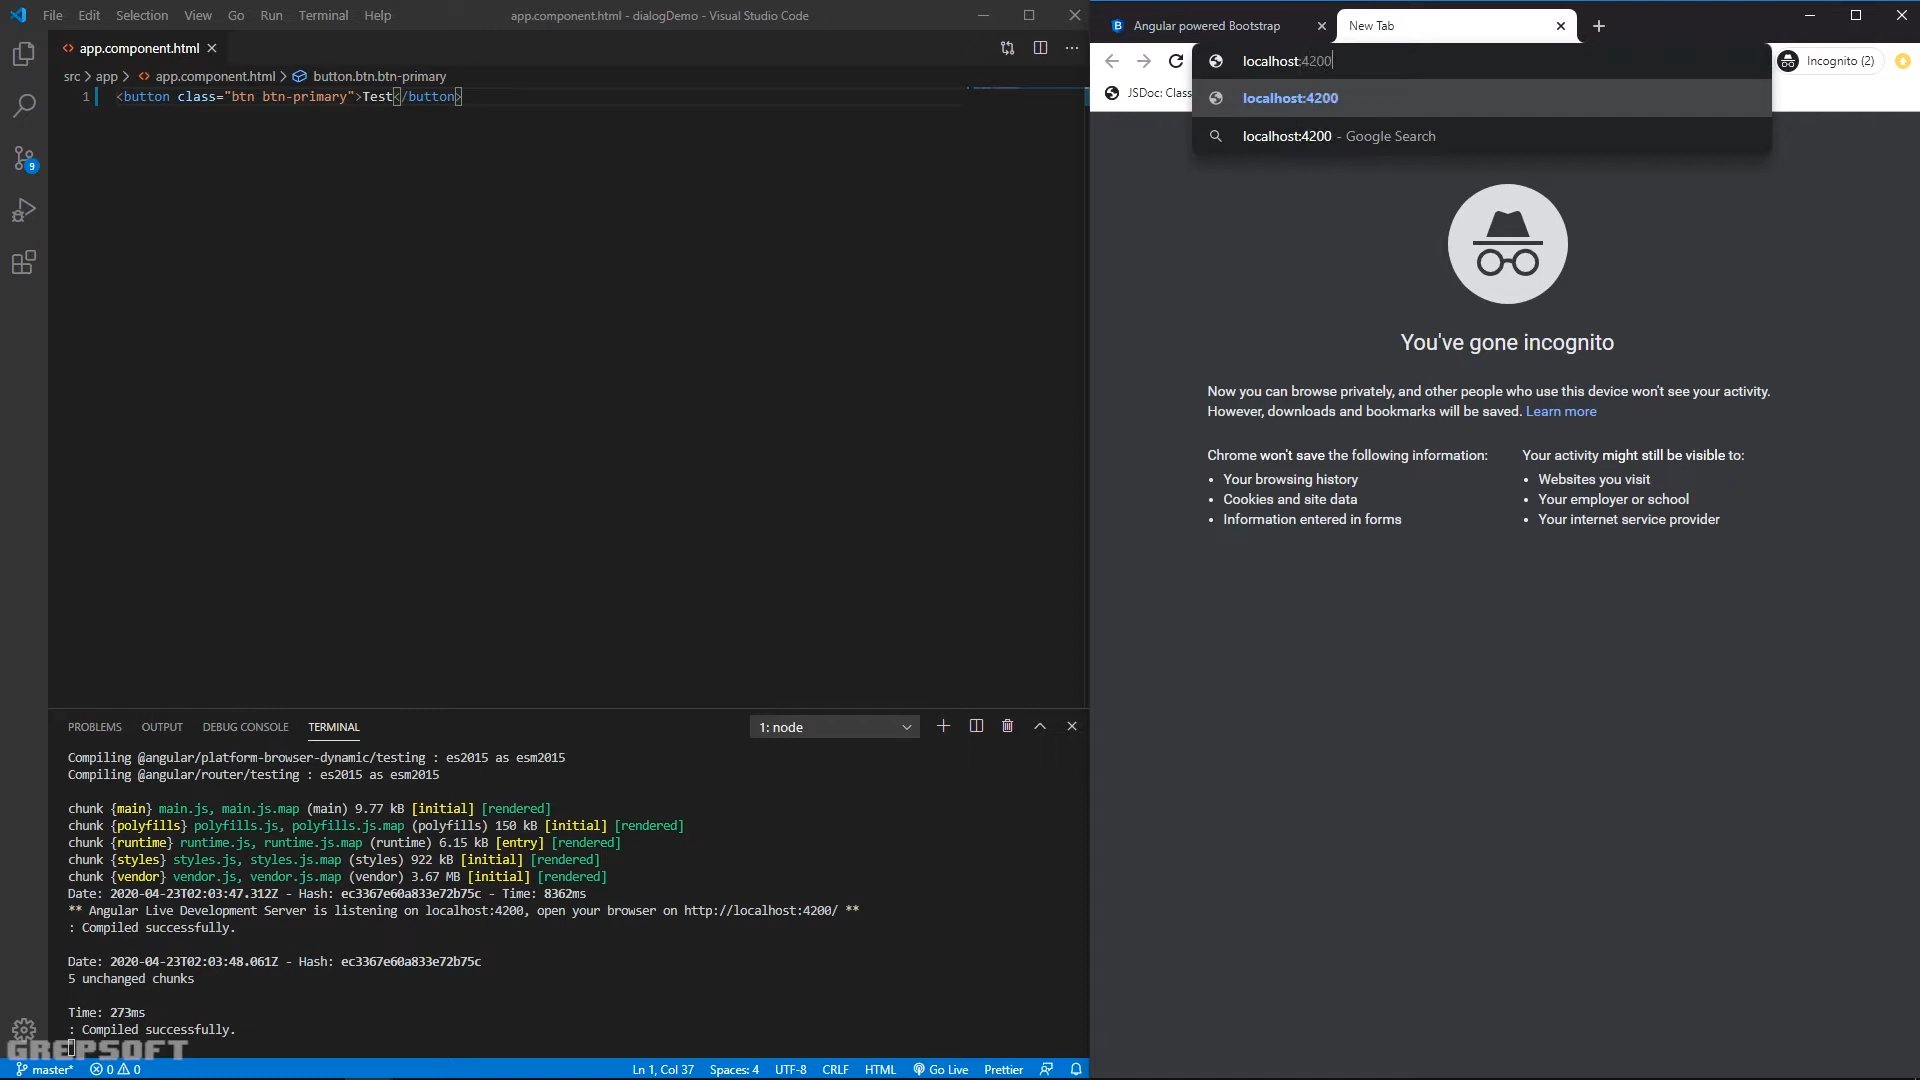 File Edit Selection View Go Run Terminal Help
app.component.html - dialogDemo - Visual Studio Code
app.component.html
src > app > app.component.html > button.btn.btn-primary
1 <button class="btn btn-primary">Test</button>
9
PROBLEMS OUTPUT DEBUG CONSOLE TERMINAL
1: node
Compiling @angular/platform-browser-dynamic/testing : es2015 as esm2015
Compiling @angular/router/testing : es2015 as esm2015
chunk {main} main.js, main.js.map (main) 9.77 kB [initial] [rendered]
chunk {polyfills} polyfills.js, polyfills.js.map (polyfills) 150 kB [initial] [rendered]
chunk {runtime} runtime.js, runtime.js.map (runtime) 6.15 kB [entry] [rendered]
chunk {styles} styles.js, styles.js.map (styles) 922 kB [initial] [rendered]
chunk {vendor} vendor.js, vendor.js.map (vendor) 3.67 MB [initial] [rendered]
Date: 2020-04-23T02:03:47.312Z - Hash: ec3367e60a833e72b75c - Time: 8362ms
** Angular Live Development Server is listening on localhost:4200, open your browser on http://localhost:4200/ **
: Compiled successfully.
Date: 2020-04-23T02:03:48.061Z - Hash: ec3367e60a833e72b75c
5 unchanged chunks
Time: 273ms
: Compiled successfully.
GREPSOFT
master* 0 0
Ln 1, Col 37 Spaces: 4 UTF-8 CRLF HTML Go Live Prettier
Angular powered Bootstrap
New Tab
localhost:4200
Incognito (2)
JSDoc: Class
localhost:4200
localhost:4200 - Google Search
You've gone incognito
Now you can browse privately, and other people who use this device won't see your activity.
However, downloads and bookmarks will be saved. Learn more
Chrome won't save the following information:
• Your browsing history
• Cookies and site data
• Information entered in forms
Your activity might still be visible to:
• Websites you visit
• Your employer or school
• Your internet service provider